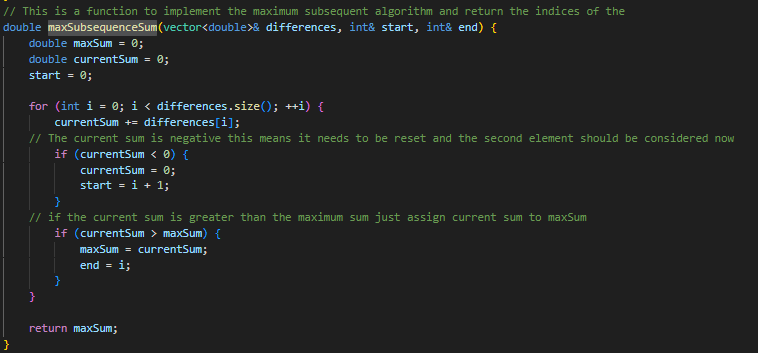 // This is a function to implement the maximum subsequent algorithm and return the indices of the
double maxSubsequenceSum(vector<double>& differences, int& start, int& end) {
    double maxSum = 0;
    double currentSum = 0;
    start = 0;

    for (int i = 0; i < differences.size(); ++i) {
        currentSum += differences[i];
    // The current sum is negative this means it needs to be reset and the second element should be considered now
        if (currentSum < 0) {
            currentSum = 0;
            start = i + 1;
        }
    // if the current sum is greater than the maximum sum just assign current sum to maxSum
        if (currentSum > maxSum) {
            maxSum = currentSum;
            end = i;
        }
    }

    return maxSum;
}